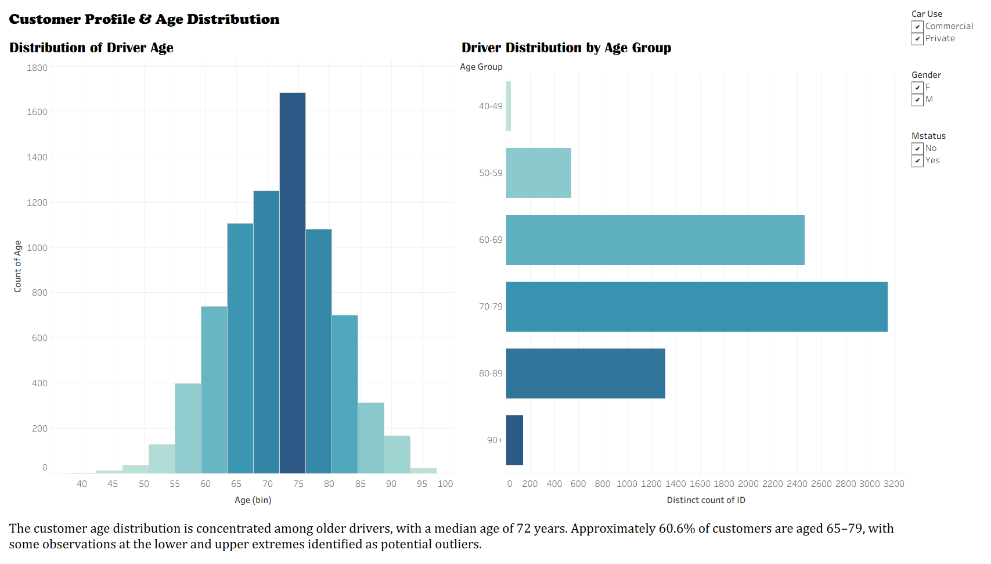 Customer Profile & Age Distribution
Distribution of Driver Age
1800
1600
1400
1200
1000
800
600
400
200
0
Count of Age
40 45 50 55 60 65 70 75 80 85 90 95 100
Age (bin)
Driver Distribution by Age Group
Age Group
40-49
50-59
60-69
70-79
80-89
90+
0 200 400 600 800 1000 1200 1400 1600 1800 2000 2200 2400 2600 2800 3000 3200
Distinct count of ID
Car Use
Commercial
Private
Gender
F
M
Mstatus
No
Yes
The customer age distribution is concentrated among older drivers, with a median age of 72 years. Approximately 60.6% of customers are aged 65–79, with
some observations at the lower and upper extremes identified as potential outliers.